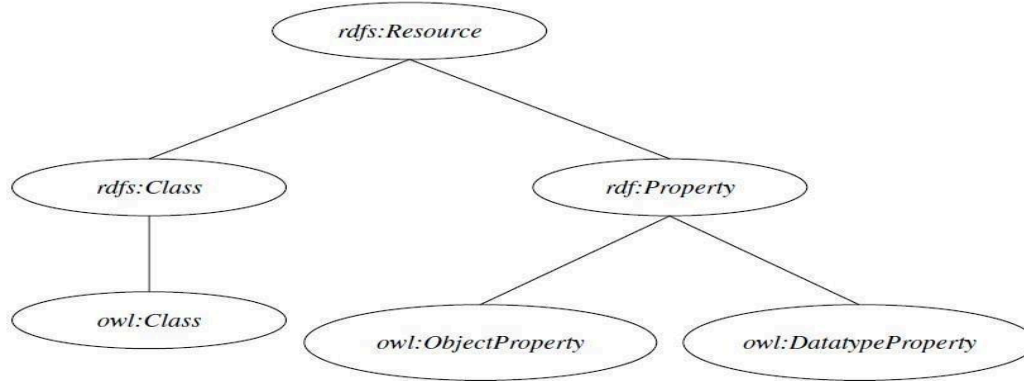 rdfs:Resource
rdfs:Class
rdf:Property
owl:Class
owl:ObjectProperty
owl:DatatypeProperty